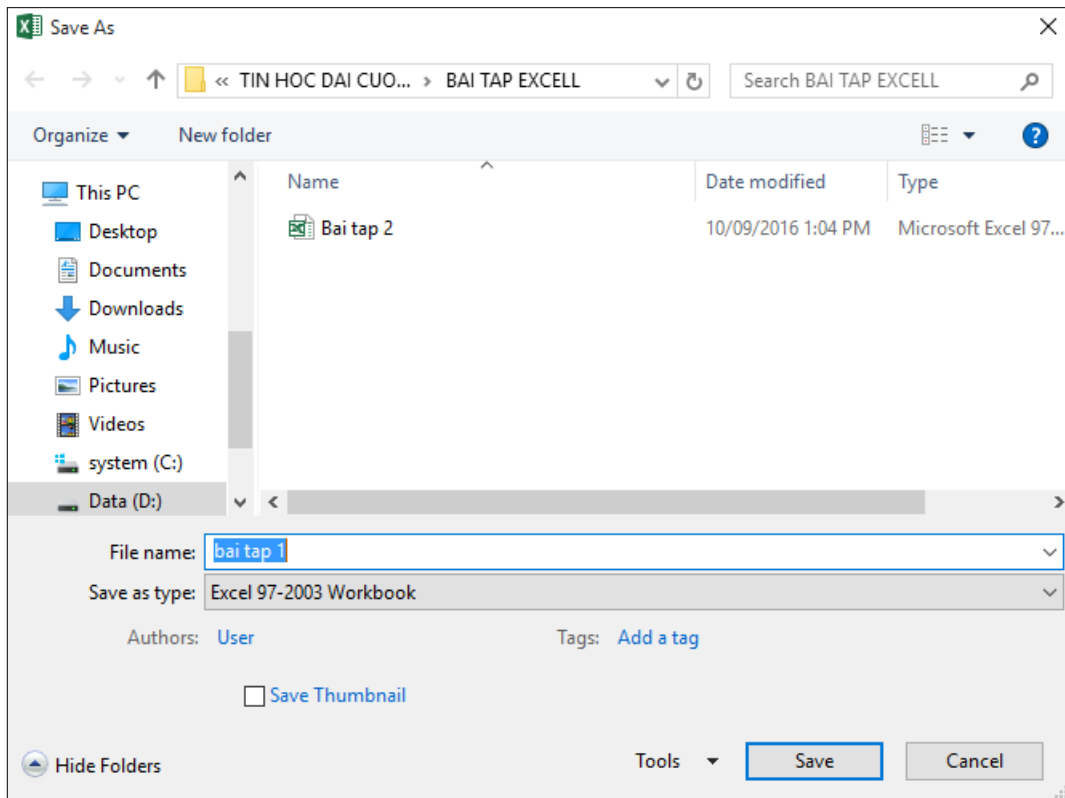 Save As
« TIN HOC DAI CUO... › BAI TAP EXCELL
Search BAI TAP EXCELL
Organize
New folder
?
This PC
Name
Date modified
Type
Desktop
Bai tap 2
10/09/2016 1:04 PM
Microsoft Excel 97...
Documents
Downloads
Music
Pictures
Videos
system (C:)
Data (D:)
File name: bai tap 1
Save as type: Excel 97-2003 Workbook
Authors: User
Tags: Add a tag
Save Thumbnail
Hide Folders
Tools
Save
Cancel